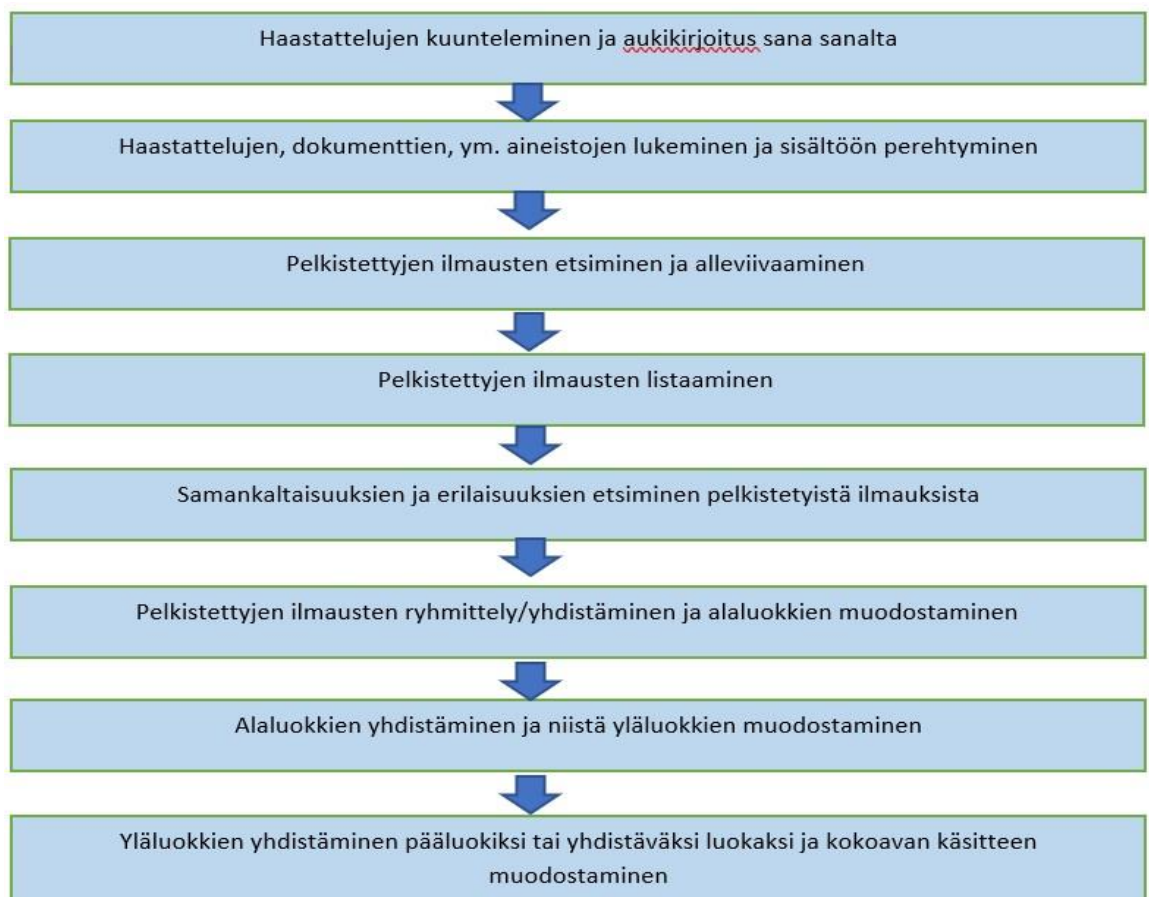 Haastattelujen kuunteleminen ja aukikirjoitus sana sanalta
Haastattelujen, dokumenttien, ym. aineistojen lukeminen ja sisältöön perehtyminen
Pelkistettyjen ilmausten etsiminen ja alleviivaaminen
Pelkistettyjen ilmausten listaaminen
Samankaltaisuuksien ja erilaisuuksien etsiminen pelkistetyistä ilmauksista
Pelkistettyjen ilmausten ryhmittely/yhdistäminen ja alaluokkien muodostaminen
Alaluokkien yhdistäminen ja niistä yläluokkien muodostaminen
Yläluokkien yhdistäminen pääluokiksi tai yhdistäväksi luokaksi ja kokoavan käsitteen
muodostaminen